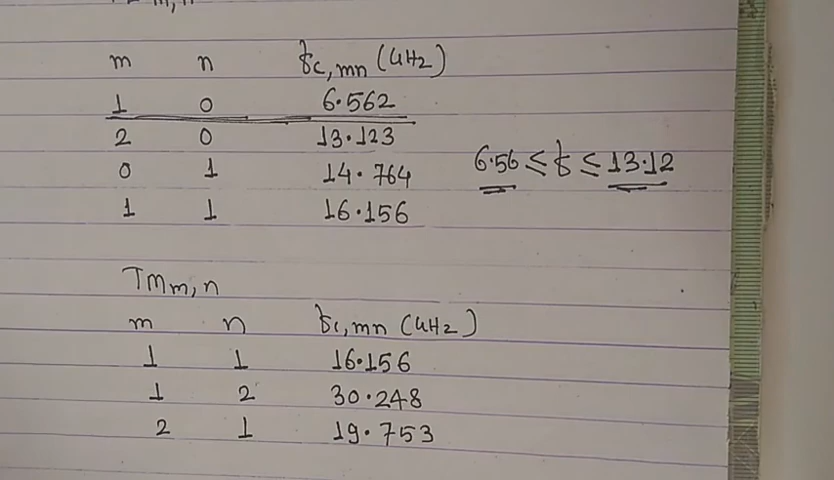 m n fc,mn (GHz)
1 0 6.562
2 0 13.123
0 1 14.764
1 1 16.156
6.56 ≤ f ≤ 13.12
TMm,n
m n fc,mn (GHz)
1 1 16.156
1 2 30.248
2 1 19.753